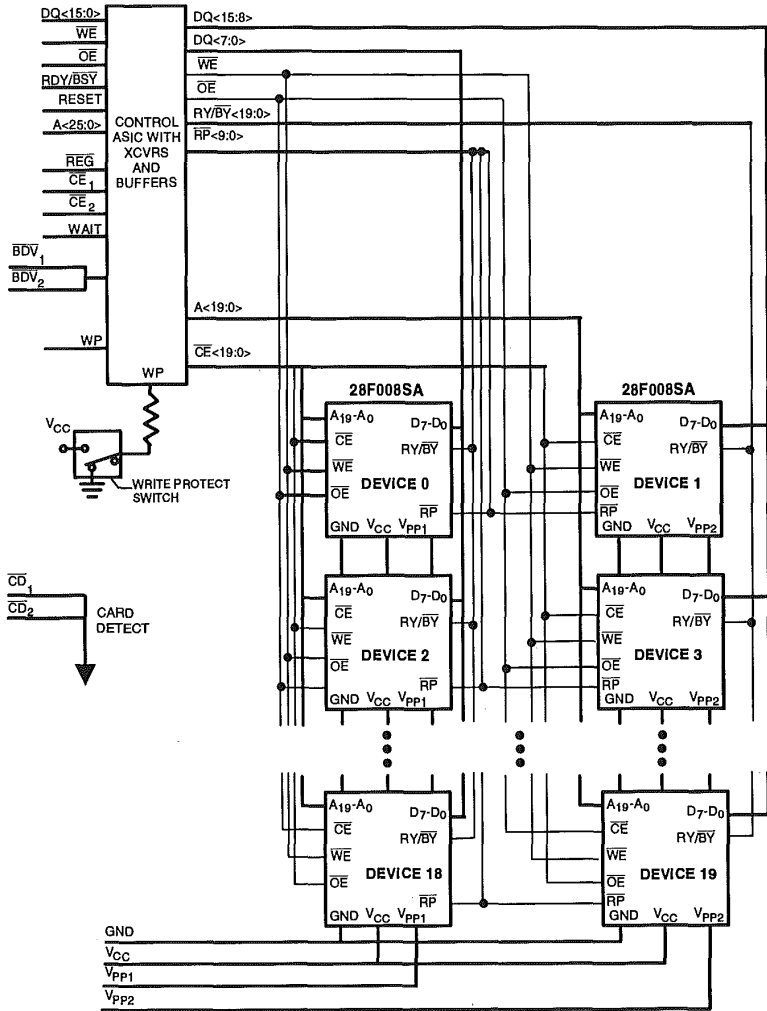 DQ<15:0>
WE
OE
RDY/BSY
RESET
A<25:0>
REG
CE1
CE2
WAIT
BDV1
BDV2
WP
CONTROL
ASIC WITH
XCVRS
AND
BUFFERS
WP
DQ<15:8>
DQ<7:0>
WE
OE
RY/BY<19:0>
RP<9:0>
A<19:0>
CE<19:0>
VCC
WRITE PROTECT
SWITCH
CD1
CD2
CARD
DETECT
28F008SA
A19-A0
D7-D0
CE
RY/BY
WE
DEVICE 0
OE
RP
GND VCC VPP1
28F008SA
A19-A0
D7-D0
CE
RY/BY
WE
DEVICE 1
OE
RP
GND VCC VPP2
A19-A0
D7-D0
CE
RY/BY
WE
DEVICE 2
OE
RP
GND VCC VPP1
A19-A0
D7-D0
CE
RY/BY
WE
DEVICE 3
OE
RP
GND VCC VPP2
A19-A0
D7-D0
CE
RY/BY
WE
DEVICE 18
OE
RP
GND VCC VPP1
A19-A0
D7-D0
CE
RY/BY
WE
DEVICE 19
OE
RP
GND VCC VPP2
GND
VCC
VPP1
VPP2